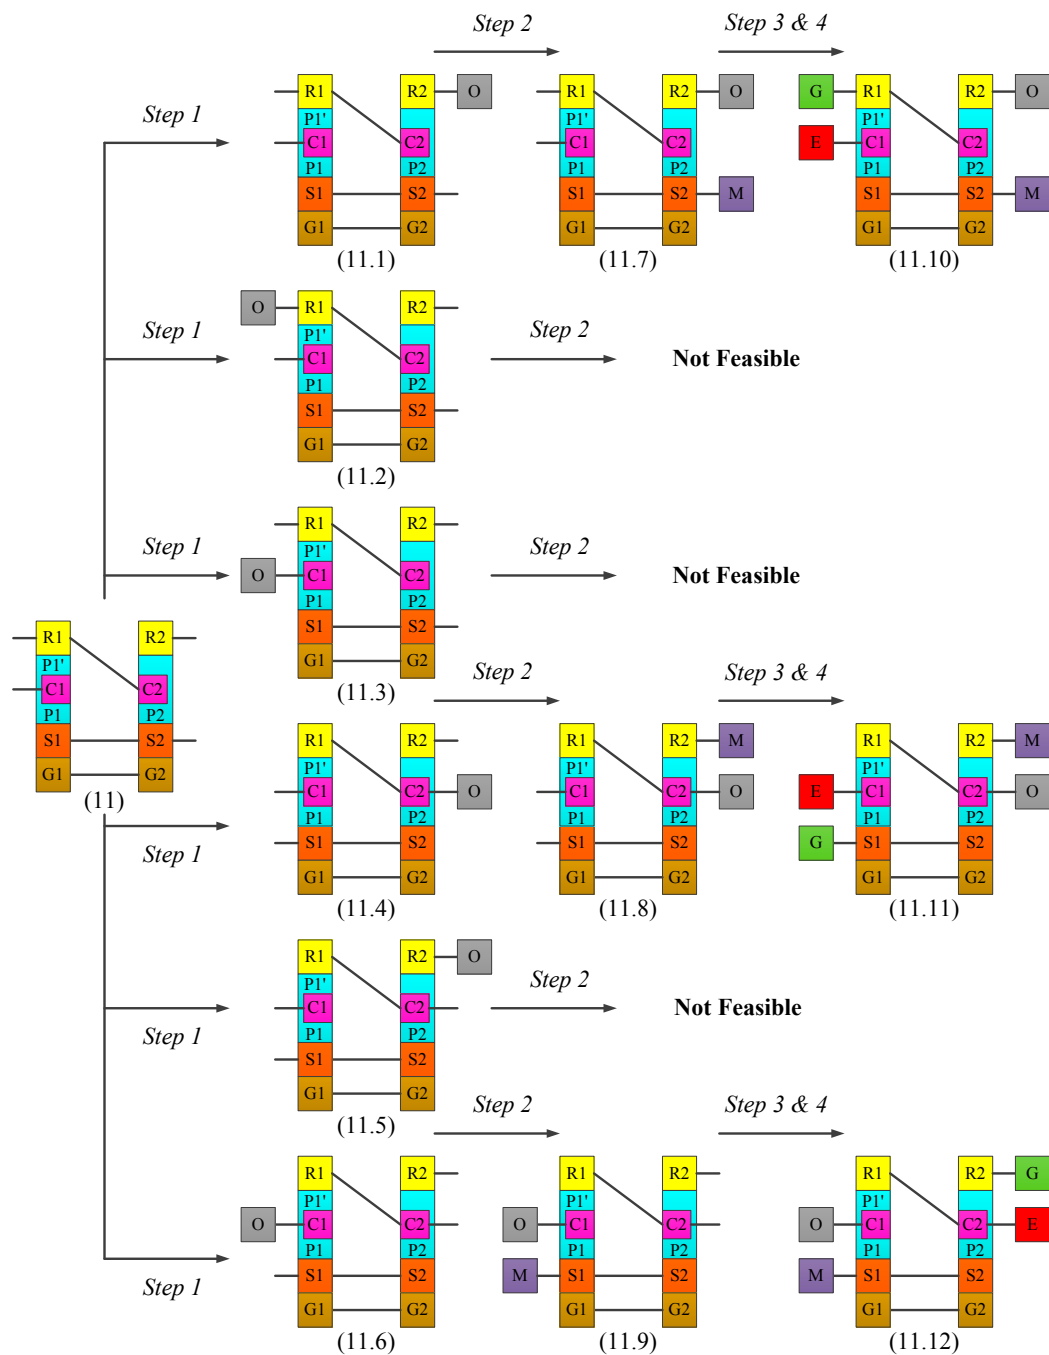 Step 2
Step 3 & 4
Step 1
R1 R2 O
P1'
C1 C2
P1 P2
S1 S2
G1 G2
(11.1)
R1 R2 O
P1'
C1 C2
P1 P2
S1 S2 M
G1 G2
(11.7)
G R1 R2 O
P1'
E C1 C2
P1 P2
S1 S2 M
G1 G2
(11.10)
Step 1
O R1 R2
P1'
C1 C2
P1 P2
S1 S2
G1 G2
(11.2)
Step 2
Not Feasible
Step 1
R1 R2
P1'
O C1 C2
P1 P2
S1 S2
G1 G2
(11.3)
Step 2
Not Feasible
R1 R2
P1'
C1 C2
P1 P2
S1 S2
G1 G2
(11)
Step 2
Step 3 & 4
Step 1
R1 R2
P1'
C1 C2 O
P1 P2
S1 S2
G1 G2
(11.4)
R1 R2 M
P1'
C1 C2 O
P1 P2
S1 S2
G1 G2
(11.8)
R1 R2 M
P1'
E C1 C2 O
P1 P2
G S1 S2
G1 G2
(11.11)
Step 1
R1 R2 O
P1'
C1 C2
P1 P2
S1 S2
G1 G2
(11.5)
Step 2
Not Feasible
Step 2
Step 3 & 4
Step 1
R1 R2
P1'
O C1 C2
P1 P2
S1 S2
G1 G2
(11.6)
R1 R2
P1'
O C1 C2
P1 P2
M S1 S2
G1 G2
(11.9)
R1 R2 G
P1'
O C1 C2 E
P1 P2
M S1 S2
G1 G2
(11.12)